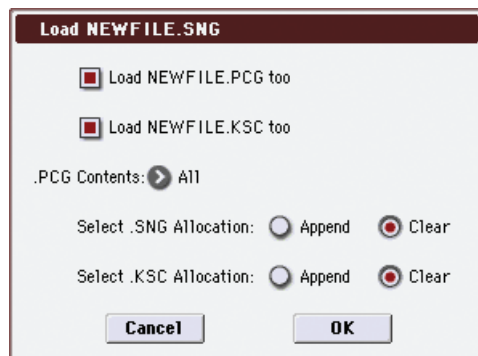 Load NEWFILE.SNG
Load NEWFILE.PCG too
Load NEWFILE.KSC too
.PCG Contents: All
Select .SNG Allocation: Append Clear
Select .KSC Allocation: Append Clear
Cancel OK